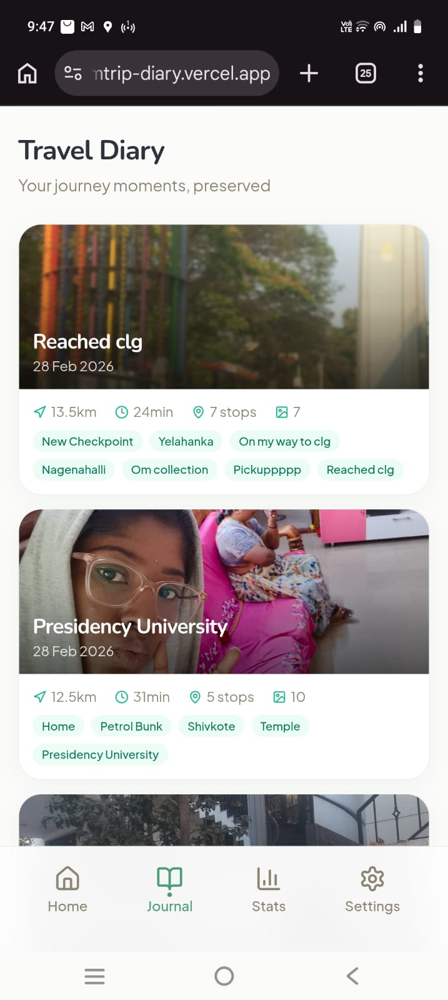 9:47
Vo) LTE
mtrip-diary.vercel.app
25
Travel Diary
Your journey moments, preserved
Reached clg
28 Feb 2026
13.5km 24min 7 stops 7
New Checkpoint Yelahanka On my way to clg
Nagenahalli Om collection Pickuppppp Reached clg
Presidency University
28 Feb 2026
12.5km 31min 5 stops 10
Home Petrol Bunk Shivkote Temple
Presidency University
Home Journal Stats Settings